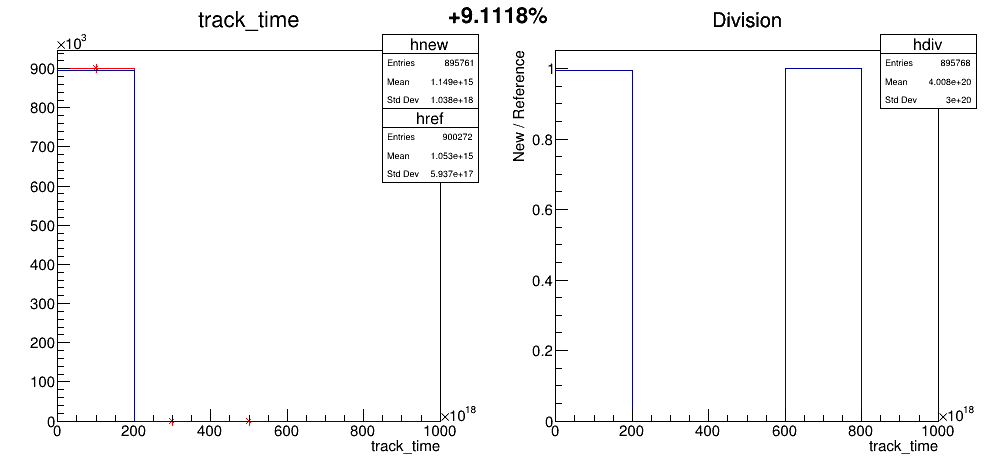 +9.1118%
track_time
×10³
900
800
700
600
500
400
300
200
100
0
0 200 400 600 800 1000
×10¹⁸
track_time
hnew
Entries 895761
Mean 1.149e+15
Std Dev 1.038e+18
href
Entries 900272
Mean 1.053e+15
Std Dev 5.937e+17
Division
New / Reference
1
0.8
0.6
0.4
0.2
0
0 200 400 600 800 1000
×10¹⁸
track_time
hdiv
Entries 895768
Mean 4.008e+20
Std Dev 3e+20